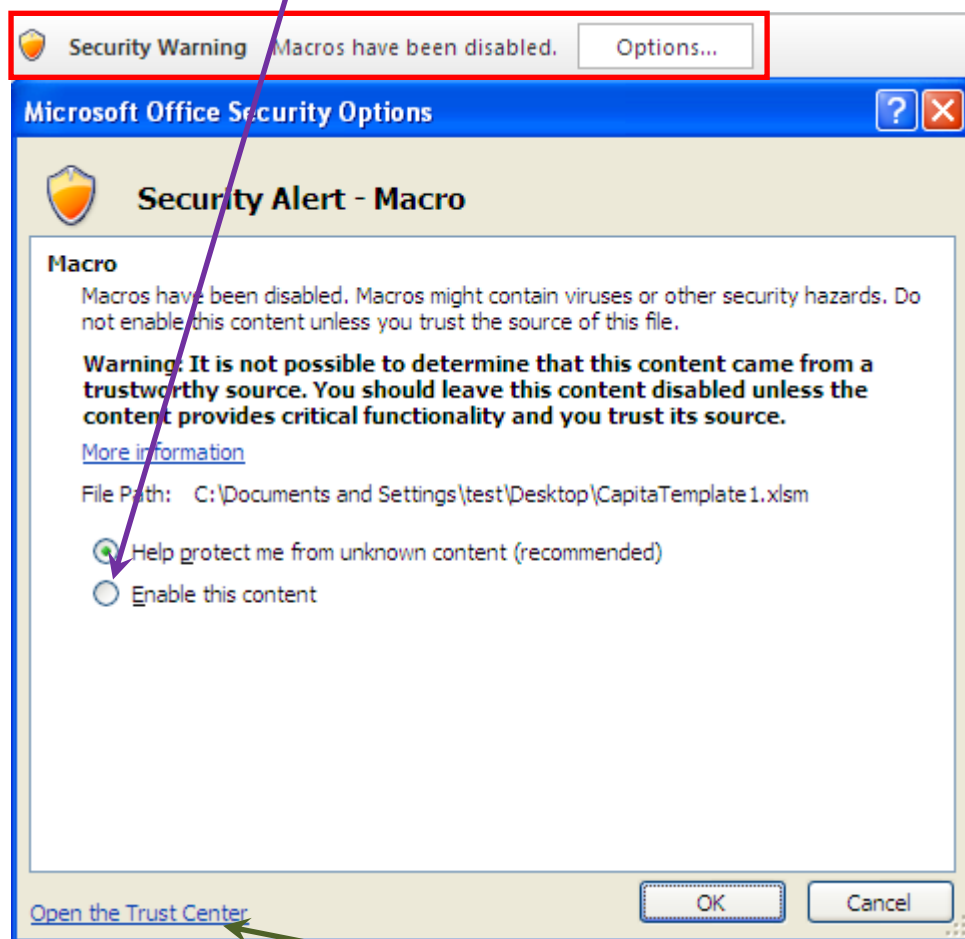 Security Warning Macros have been disabled. Options...
Microsoft Office Security Options
Security Alert - Macro
Macro
Macros have been disabled. Macros might contain viruses or other security hazards. Do
not enable this content unless you trust the source of this file.
Warning: It is not possible to determine that this content came from a
trustworthy source. You should leave this content disabled unless the
content provides critical functionality and you trust its source.
More information
File Path: C:\Documents and Settings\test\Desktop\CapitaTemplate1.xlsm
Help protect me from unknown content (recommended)
Enable this content
Open the Trust Center OK Cancel